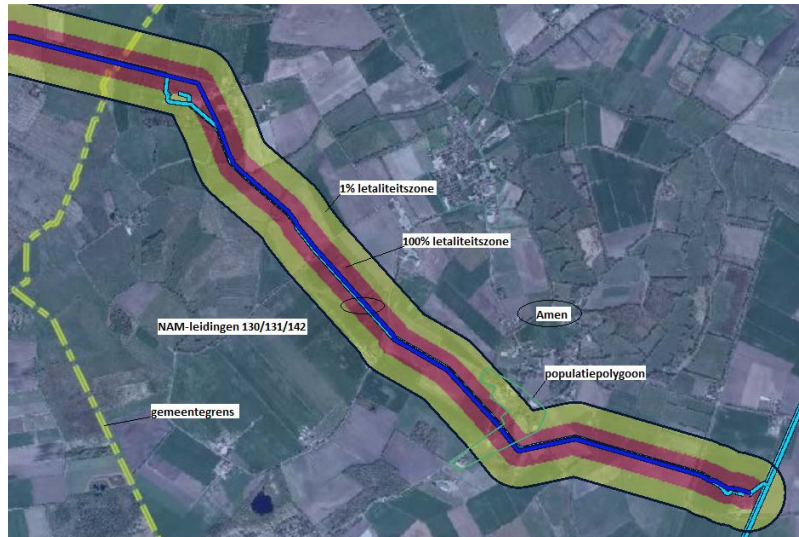 1% letaliteitszone
100% letaliteitszone
NAM-leidingen 130/131/142
Amen
populatiepolygoon
gemeentegrens